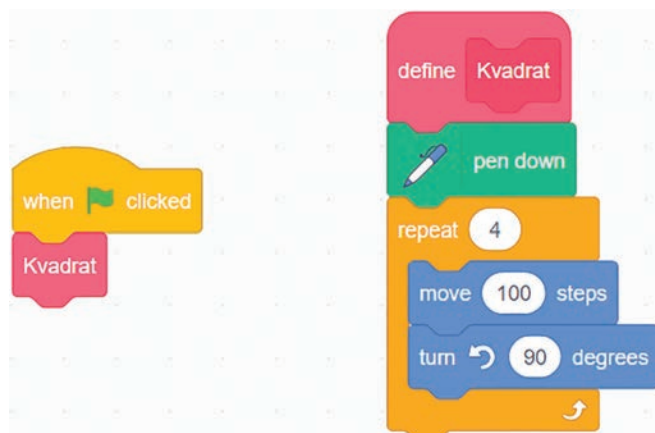 when clicked
Kvadrat
define Kvadrat
pen down
repeat 4
move 100 steps
turn 90 degrees